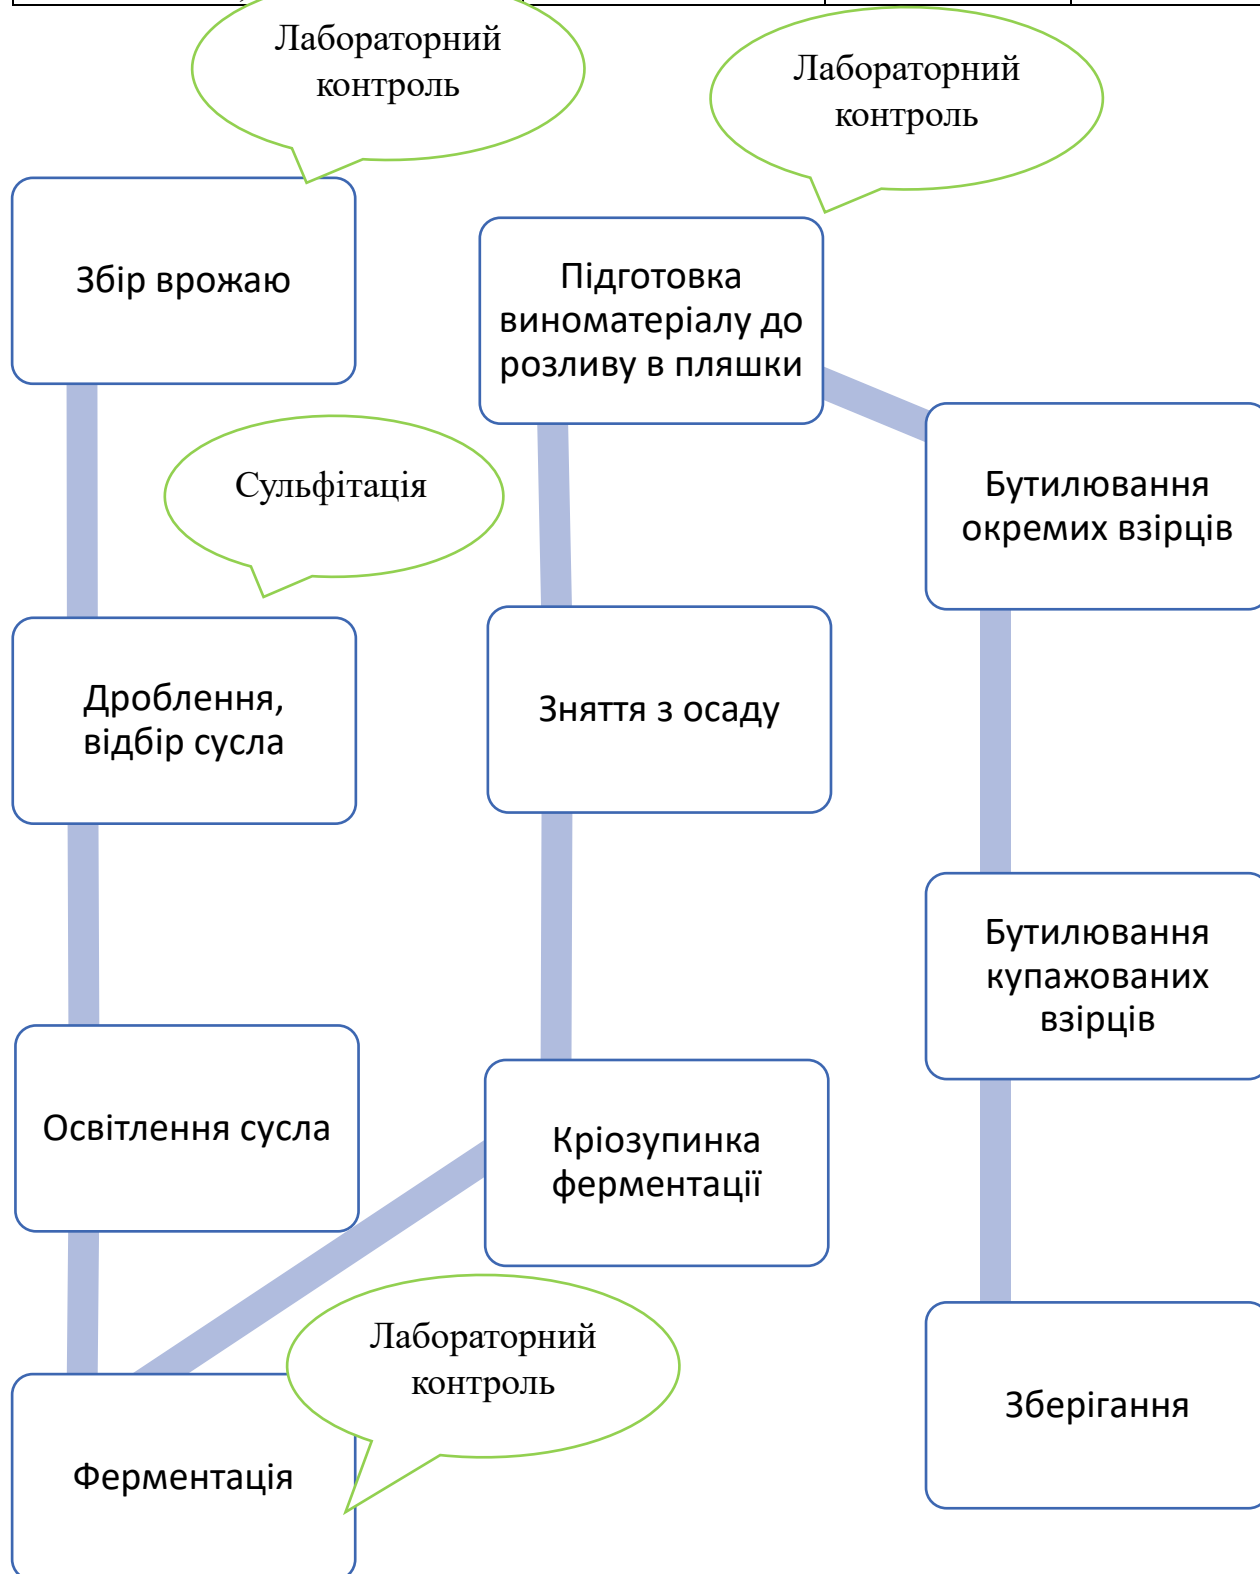 Лабораторний
контроль
Лабораторний
контроль
Збір врожаю
Підготовка
виноматеріалу до
розливу в пляшки
Сульфітація
Бутилювання
окремих взірців
Дроблення,
відбір сусла
Зняття з осаду
Бутилювання
купажованих
взірців
Освітлення сусла
Кріозупинка
ферментації
Лабораторний
контроль
Зберігання
Ферментація